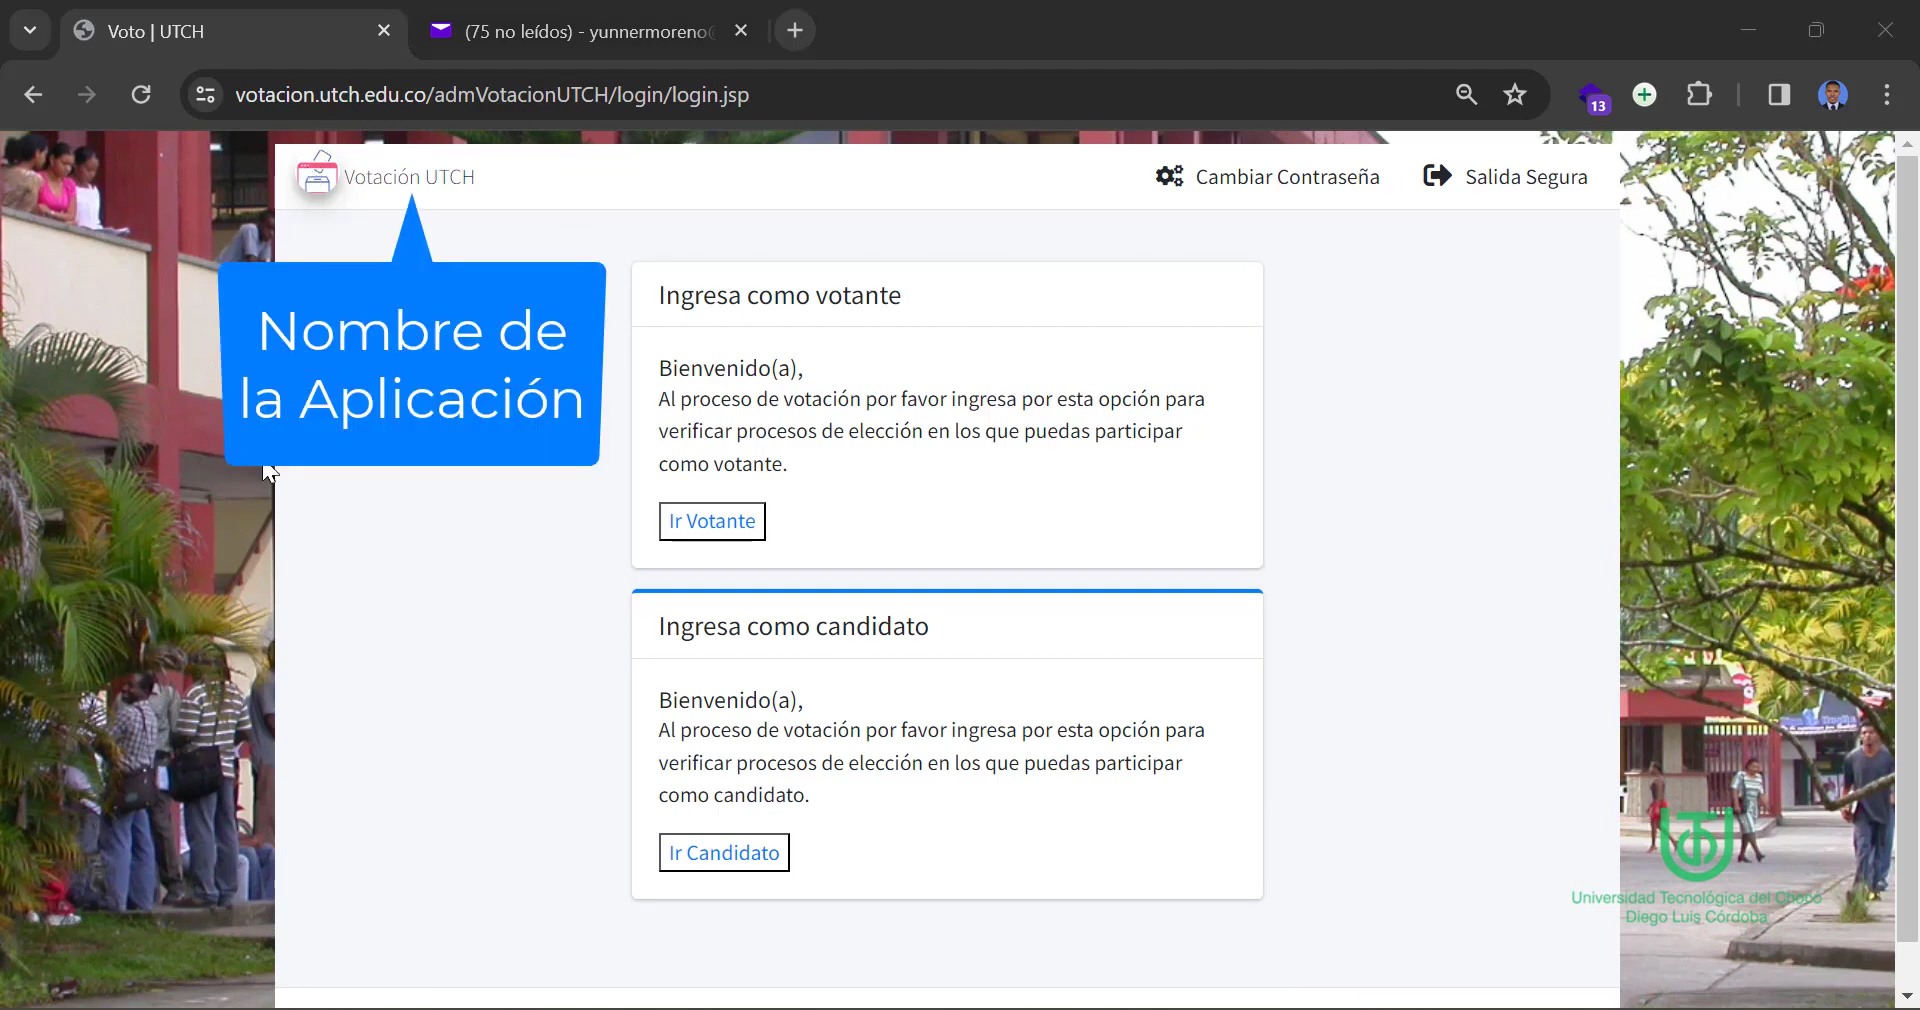 Voto | UTCH
(75 no leídos) - yunnermoreno
votacion.utch.edu.co/admVotacionUTCH/login/login.jsp
13
Votación UTCH
Cambiar Contraseña
Salida Segura
Nombre de
la Aplicación
Ingresa como votante
Bienvenido(a),
Al proceso de votación por favor ingresa por esta opción para
verificar procesos de elección en los que puedas participar
como votante.
Ir Votante
Ingresa como candidato
Bienvenido(a),
Al proceso de votación por favor ingresa por esta opción para
verificar procesos de elección en los que puedas participar
como candidato.
Ir Candidato
Universidad Tecnológica del Chocó
Diego Luis Córdoba